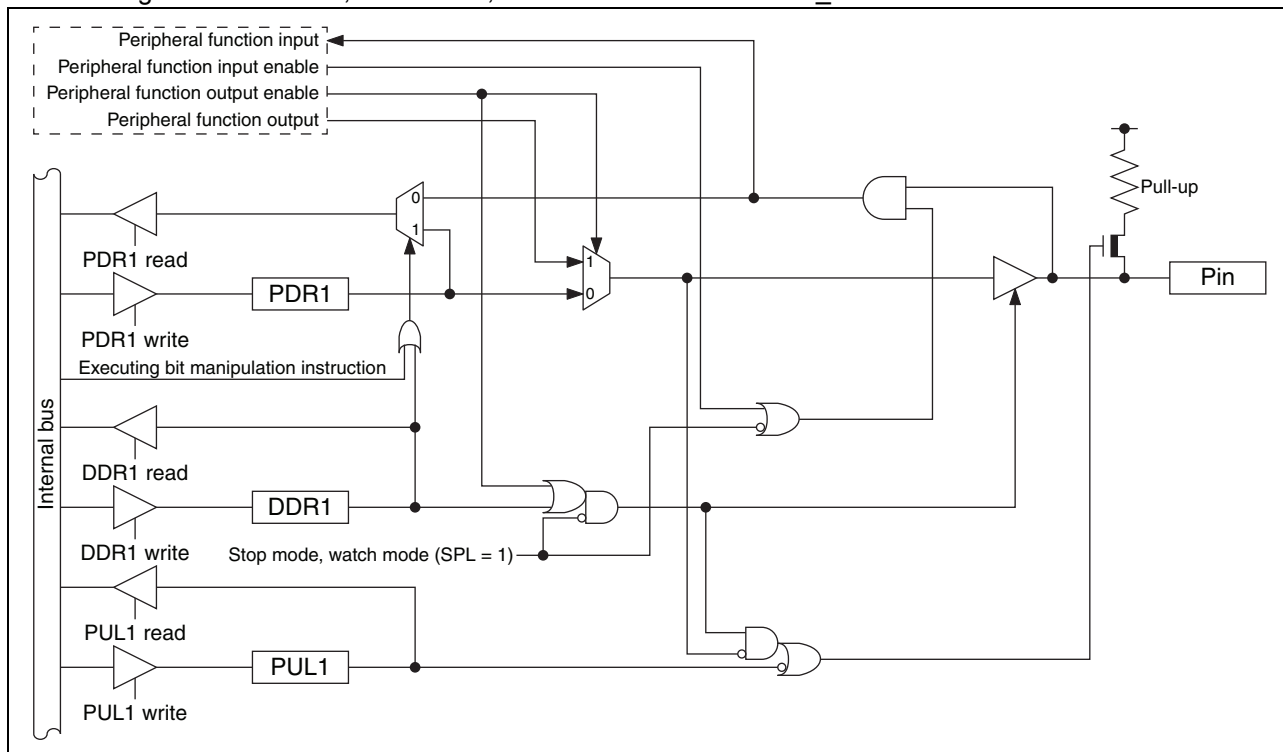 Peripheral function input
Peripheral function input enable
Peripheral function output enable
Peripheral function output
Pull-up
0
1
PDR1 read
1
0
PDR1
Pin
PDR1 write
Executing bit manipulation instruction
Internal bus
DDR1 read
DDR1
DDR1 write
Stop mode, watch mode (SPL = 1)
PUL1 read
PUL1
PUL1 write